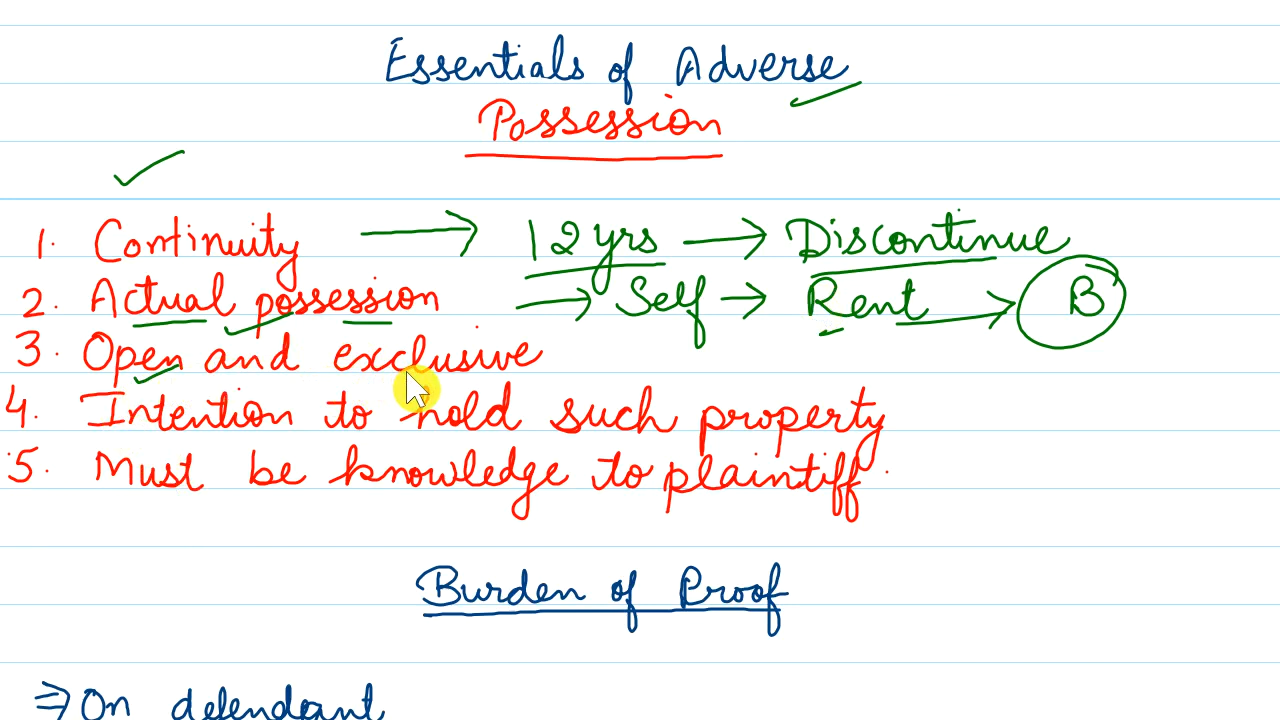 Essentials of Adverse
Possession
1. Continuity → 12 yrs → Discontinue
2. Actual possession → Self → Rent → B
3. Open and exclusive
4. Intention to hold such property
5. Must be knowledge to plaintiff.
Burden of Proof
⇒ On defendant